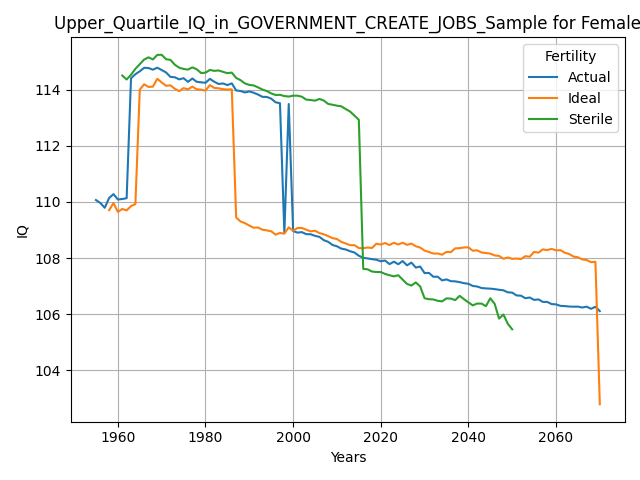 Upper_Quartile_IQ_in_GOVERNMENT_CREATE_JOBS_Sample for Female
Fertility
Actual
Ideal
Sterile
IQ
114
112
110
108
106
104
1960
1980
2000
2020
2040
2060
Years